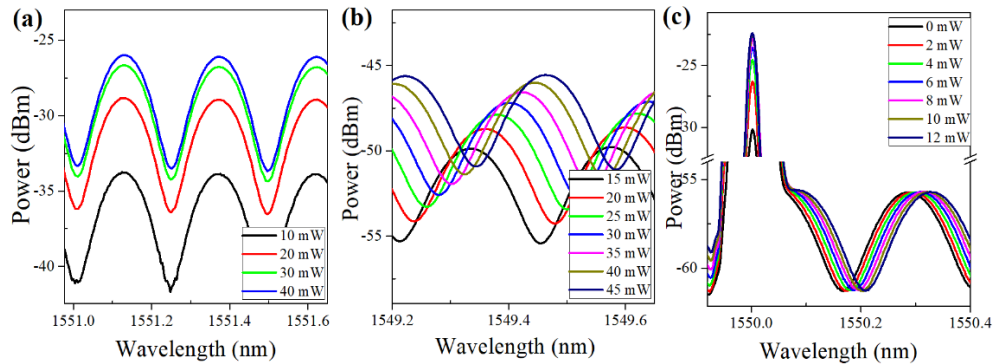 (a)
Power (dBm)
-25
-30
-35
-40
10 mW
20 mW
30 mW
40 mW
1551.0 1551.2 1551.4 1551.6
Wavelength (nm)
(b)
Power (dBm)
-45
-50
-55
15 mW
20 mW
25 mW
30 mW
35 mW
40 mW
45 mW
1549.2 1549.4 1549.6
Wavelength (nm)
(c)
Power (dBm)
-25
-30
-60
0 mW
2 mW
4 mW
6 mW
8 mW
10 mW
12 mW
1550.0 1550.2 1550.4
Wavelength (nm)